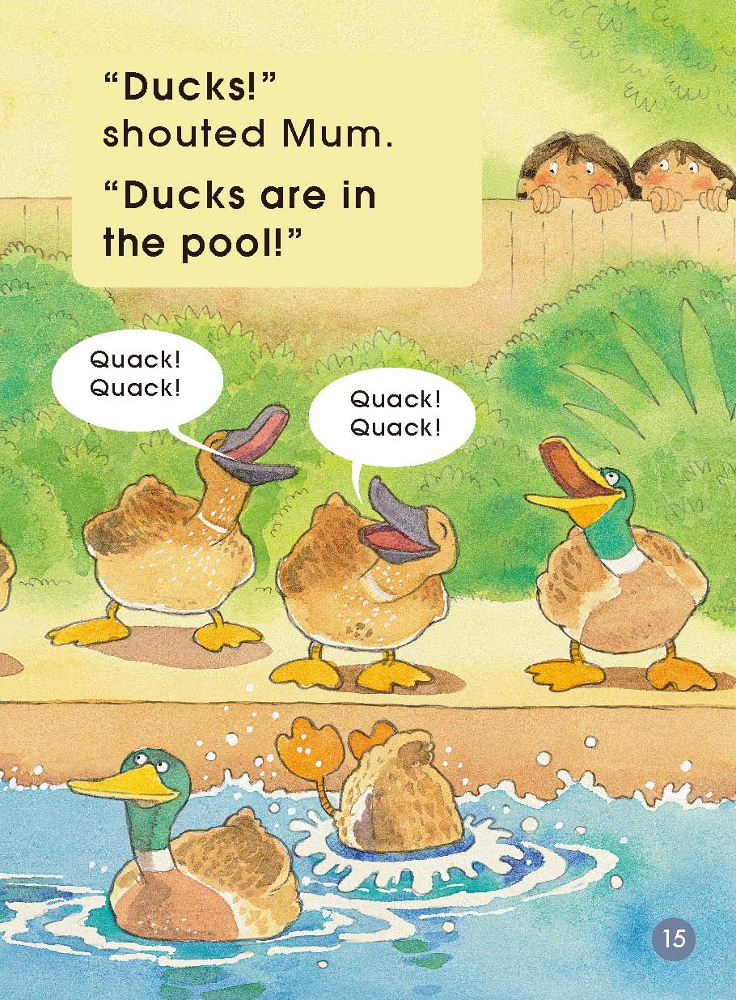 “Ducks!”
shouted Mum.
“Ducks are in
the pool!”
Quack!
Quack!
Quack!
Quack!
15